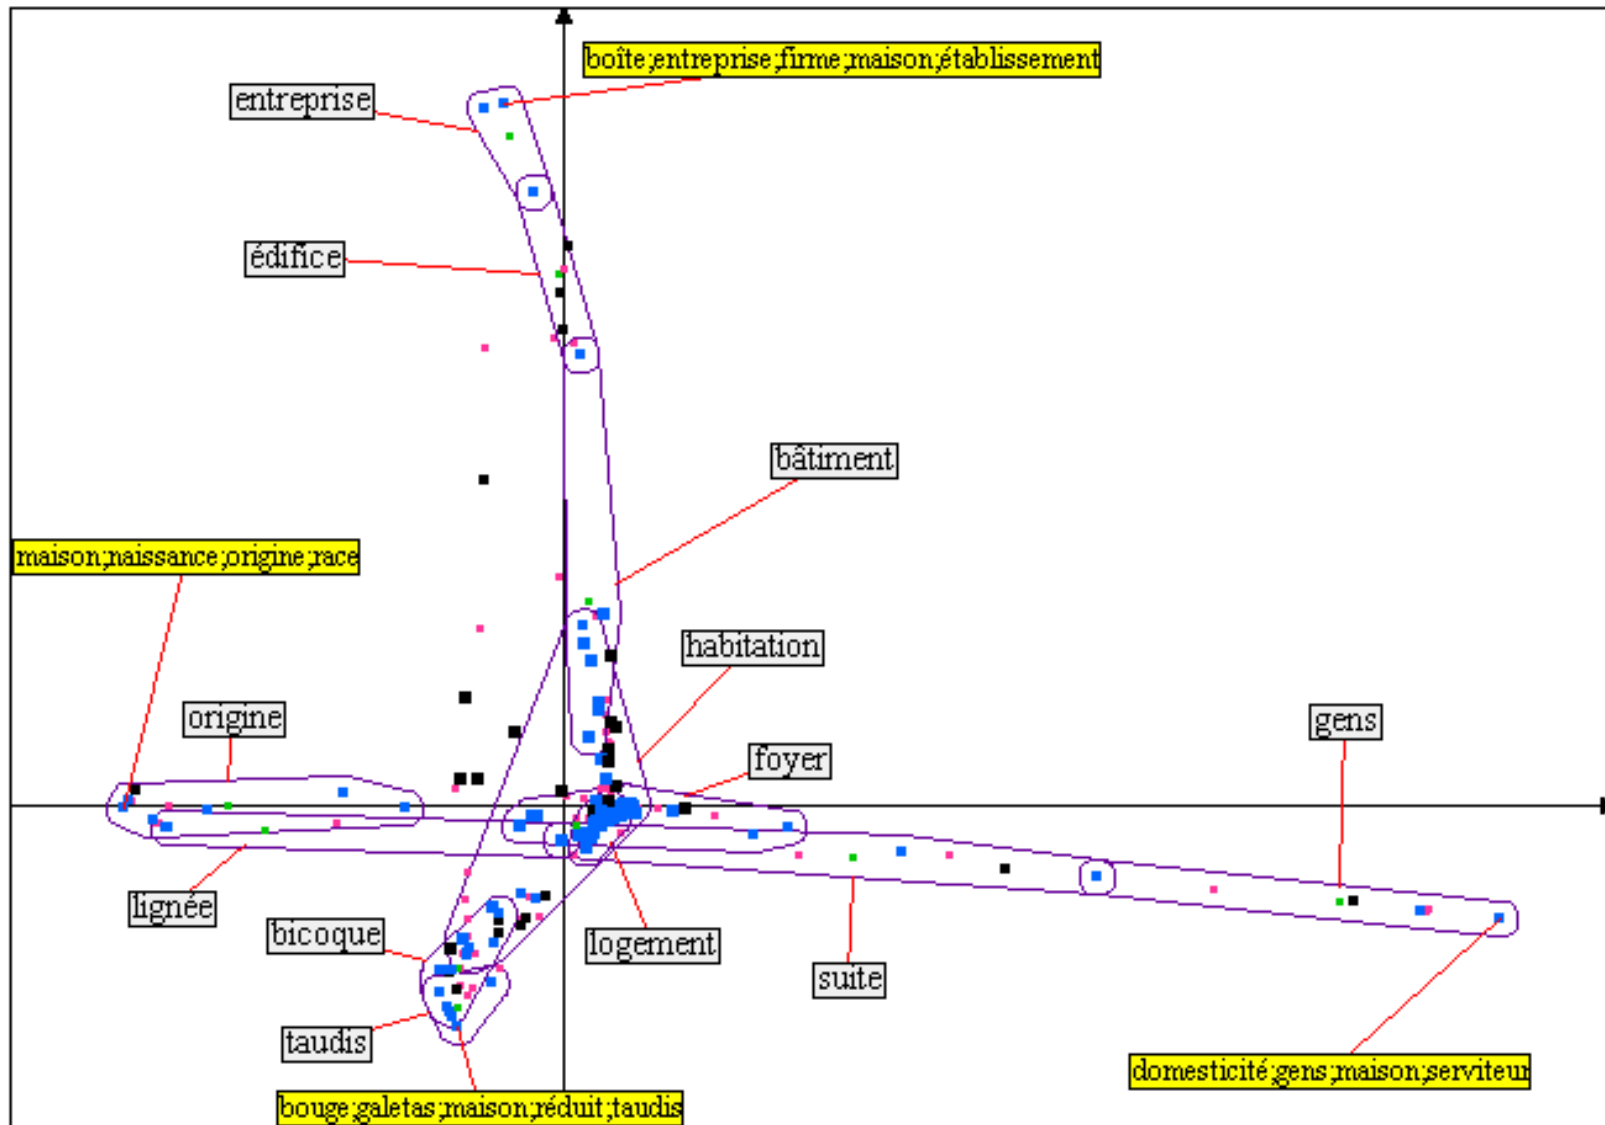 boîte;entreprise;firme;maison;établissement
entreprise
édifice
bâtiment
maison;naissance;origine;race
habitation
origine
gens
foyer
lignée
bicoque
logement
suite
taudis
domesticité;gens;maison;serviteur
bouge;galetas;maison;réduit;taudis